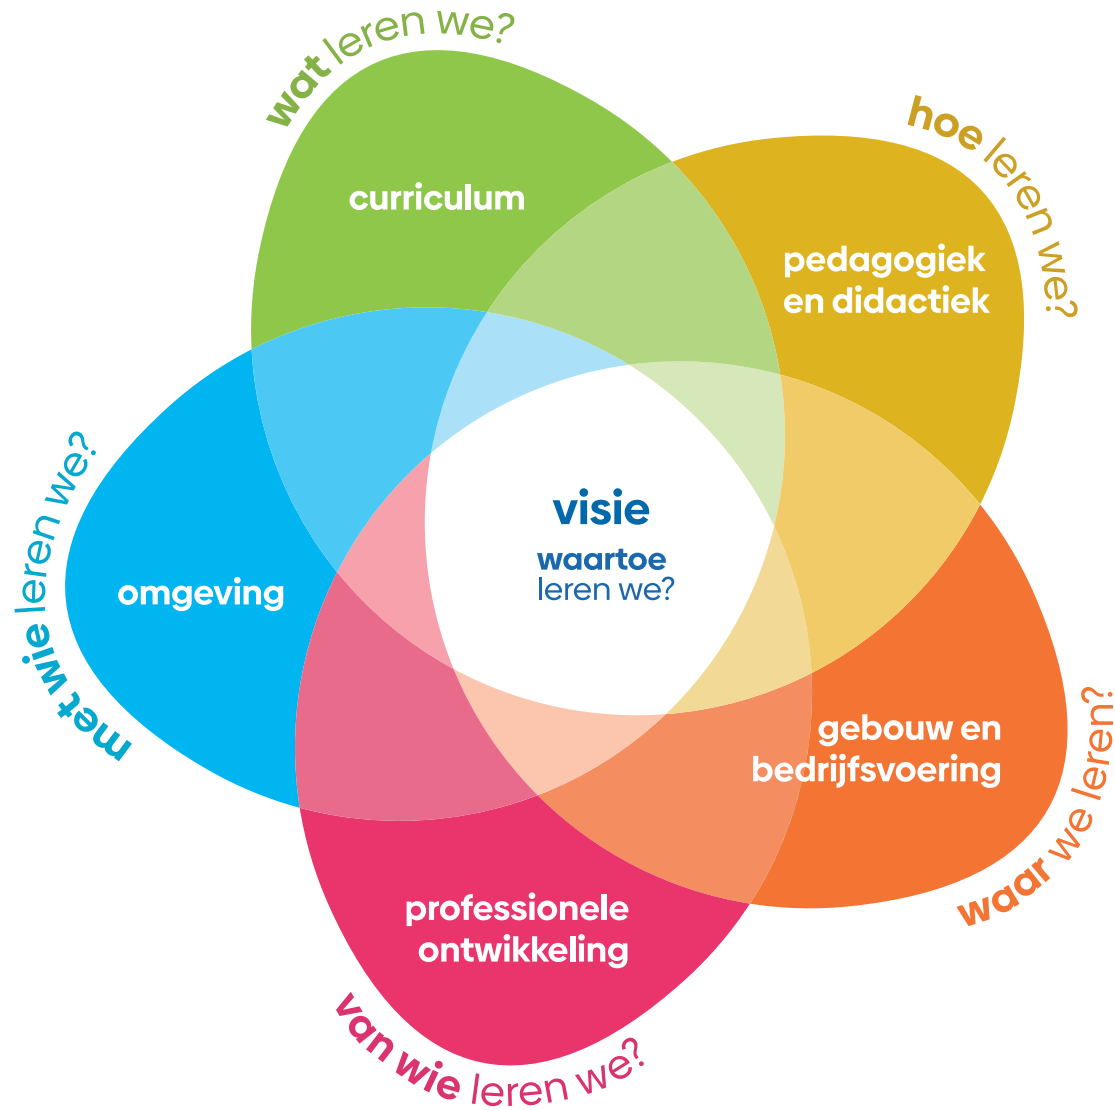 wat leren we?
curriculum
hoe leren we?
pedagogiek
en didactiek
visie
waartoe
leren we?
met wie leren we?
omgeving
gebouw en
bedrijfsvoering
waar we leren?
professionele
ontwikkeling
van wie leren we?